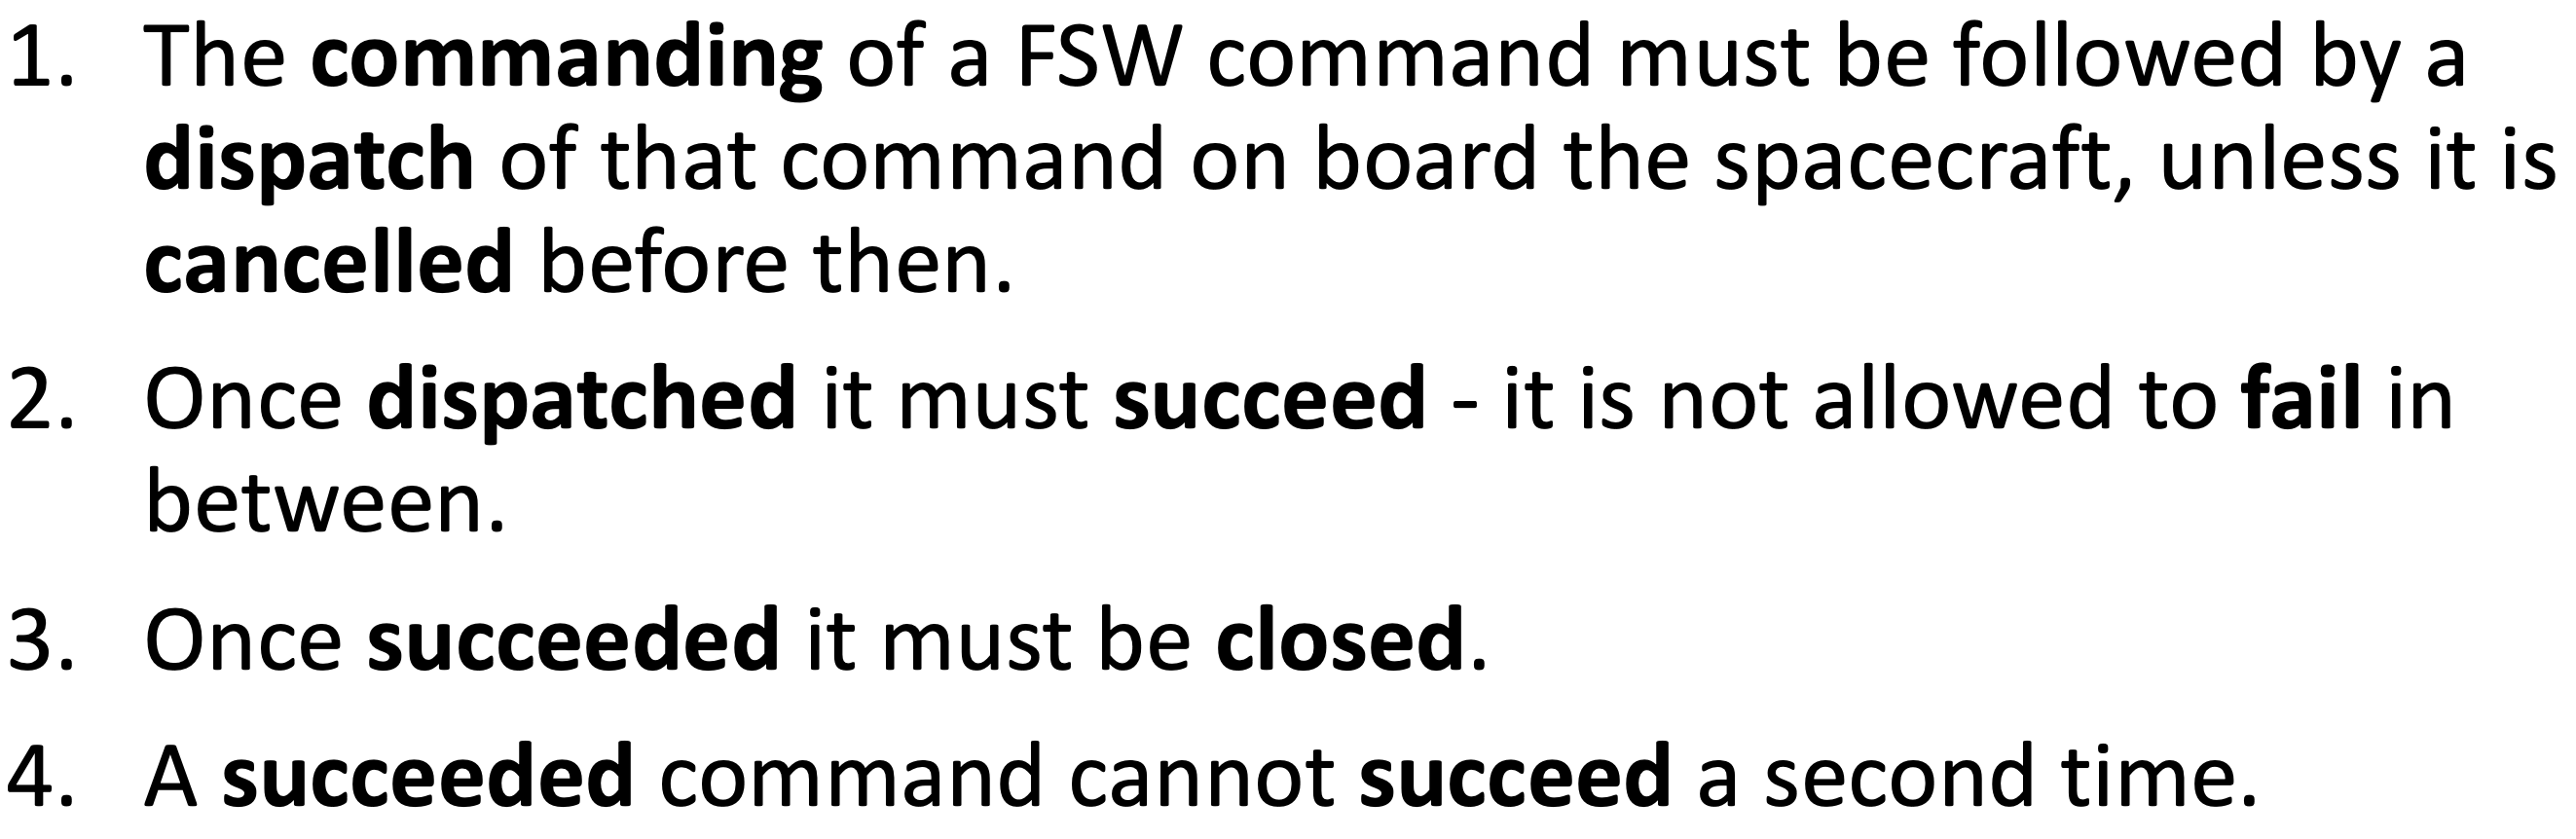 1. The commanding of a FSW command must be followed by a
dispatch of that command on board the spacecraft, unless it is
cancelled before then.
2. Once dispatched it must succeed - it is not allowed to fail in
between.
3. Once succeeded it must be closed.
4. A succeeded command cannot succeed a second time.